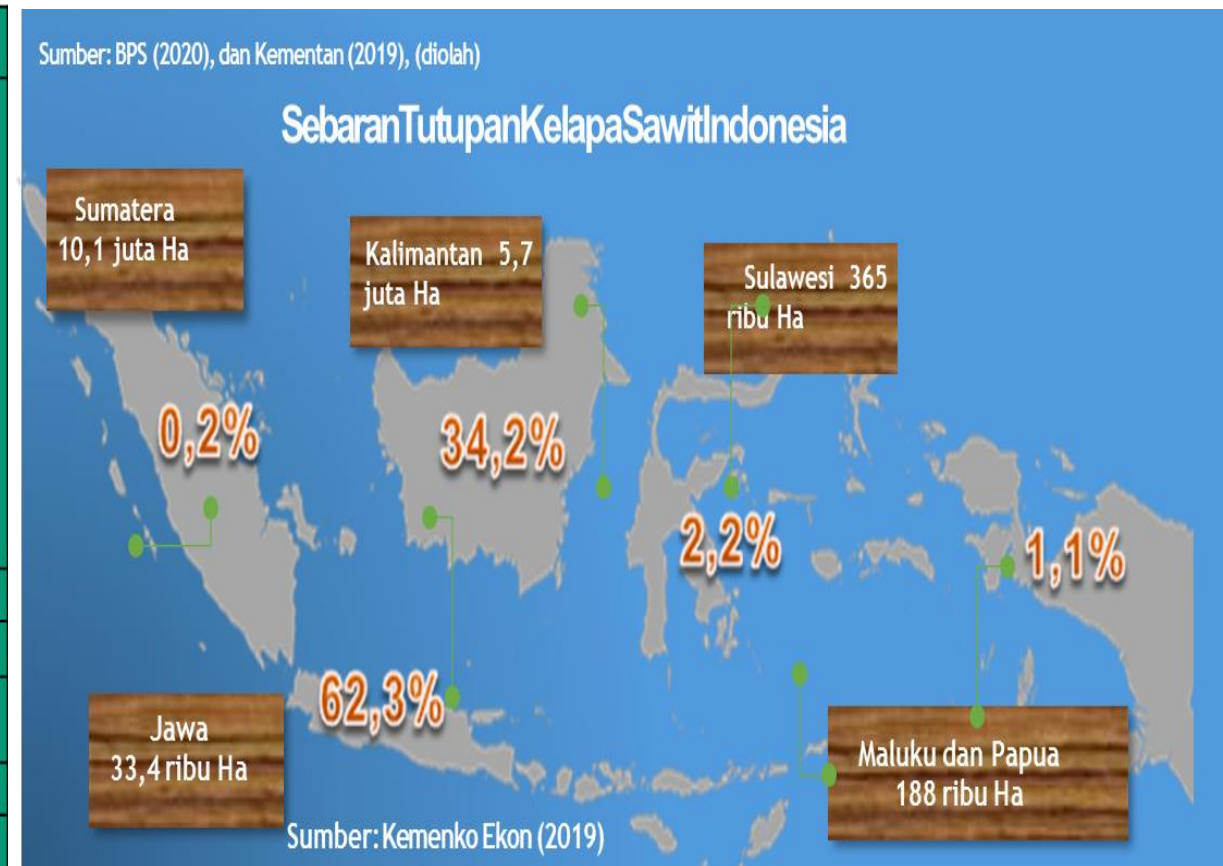 Sumber: BPS (2020), dan Kementan (2019), (diolah)
SebaranTutupanKelapaSawitIndonesia
Sumatera
10,1 juta Ha
Kalimantan 5,7
juta Ha
Sulawesi 365
ribu Ha
0,2%
34,2%
2,2%
1,1%
62,3%
Jawa
33,4 ribu Ha
Maluku dan Papua
188 ribu Ha
Sumber: Kemenko Ekon (2019)